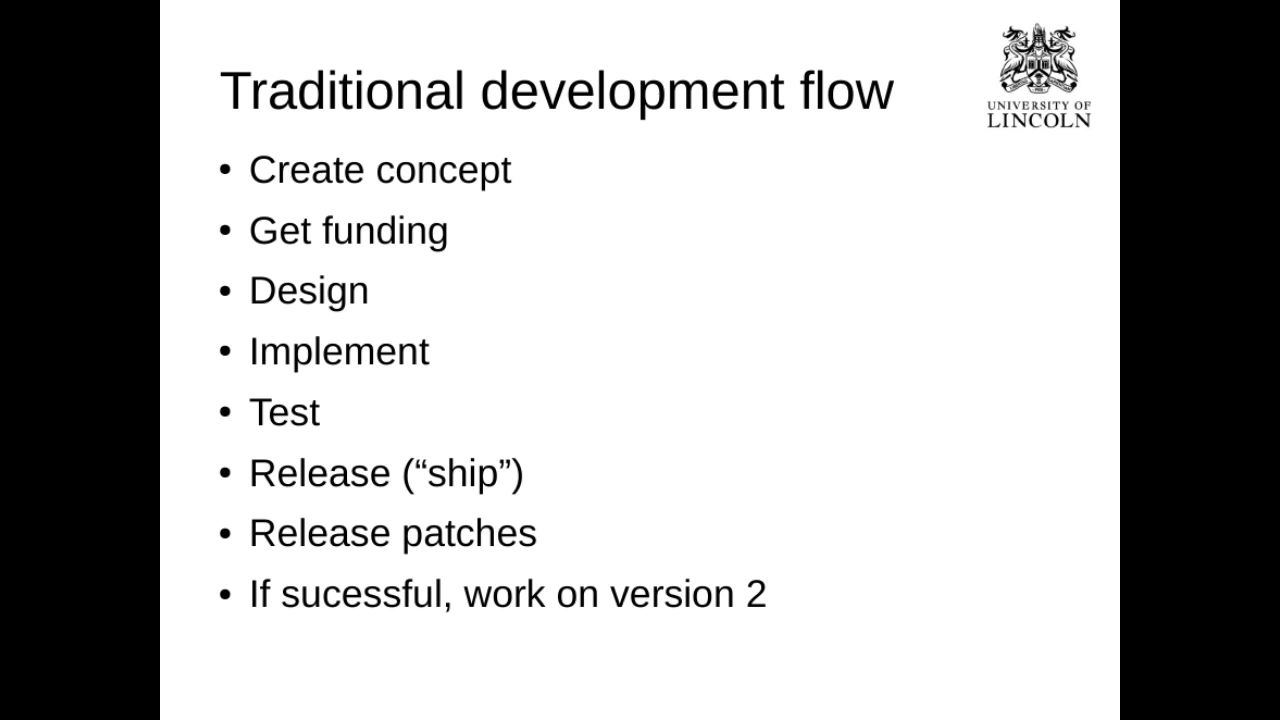 Traditional development flow
UNIVERSITY OF
LINCOLN
• Create concept
• Get funding
• Design
• Implement
• Test
• Release (“ship”)
• Release patches
• If sucessful, work on version 2